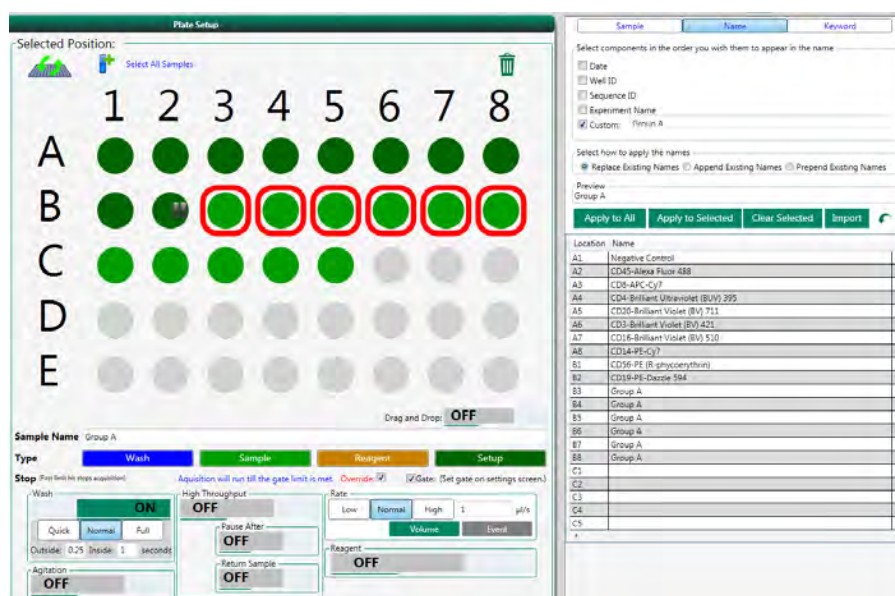 Plate Setup
Selected Position:
Select All Samples
1 2 3 4 5 6 7 8
A
B
C
D
E
Drag and Drop: OFF
Sample Name Group A
Type Wash Sample Reagent Setup
Stop (First limit hit stops acquisition) Aquisition will run till the gate limit is met. Override: Gate: (Set gate on settings screen.)
Wash
ON
Quick Normal Full
Outside: 0.25 Inside: 1 seconds
Agitation
OFF
High Throughput
OFF
Pause After
OFF
Return Sample
OFF
Rate
Low Normal High 1 µl/s
Volume Event
Reagent
OFF
Sample Name Keyword
Select components in the order you wish them to appear in the name
Date
Well ID
Sequence ID
Experiment Name
Custom: Group A
Select how to apply the names
Replace Existing Names Append Existing Names Prepend Existing Names
Preview
Group A
Apply to All Apply to Selected Clear Selected Import
Location Name
A1 Negative Control
A2 CD45-Alexa Fluor 488
A3 CD8-APC-Cy7
A4 CD4-Brilliant Ultraviolet (BUV) 395
A5 CD20-Brilliant Violet (BV) 711
A6 CD3-Brilliant Violet (BV) 421
A7 CD16-Brilliant Violet (BV) 510
A8 CD14-PE-Cy7
B1 CD56-PE (R-phycoerythrin)
B2 CD19-PE-Dazzle 594
B3 Group A
B4 Group A
B5 Group A
B6 Group A
B7 Group A
B8 Group A
C1
C2
C3
C4
C5